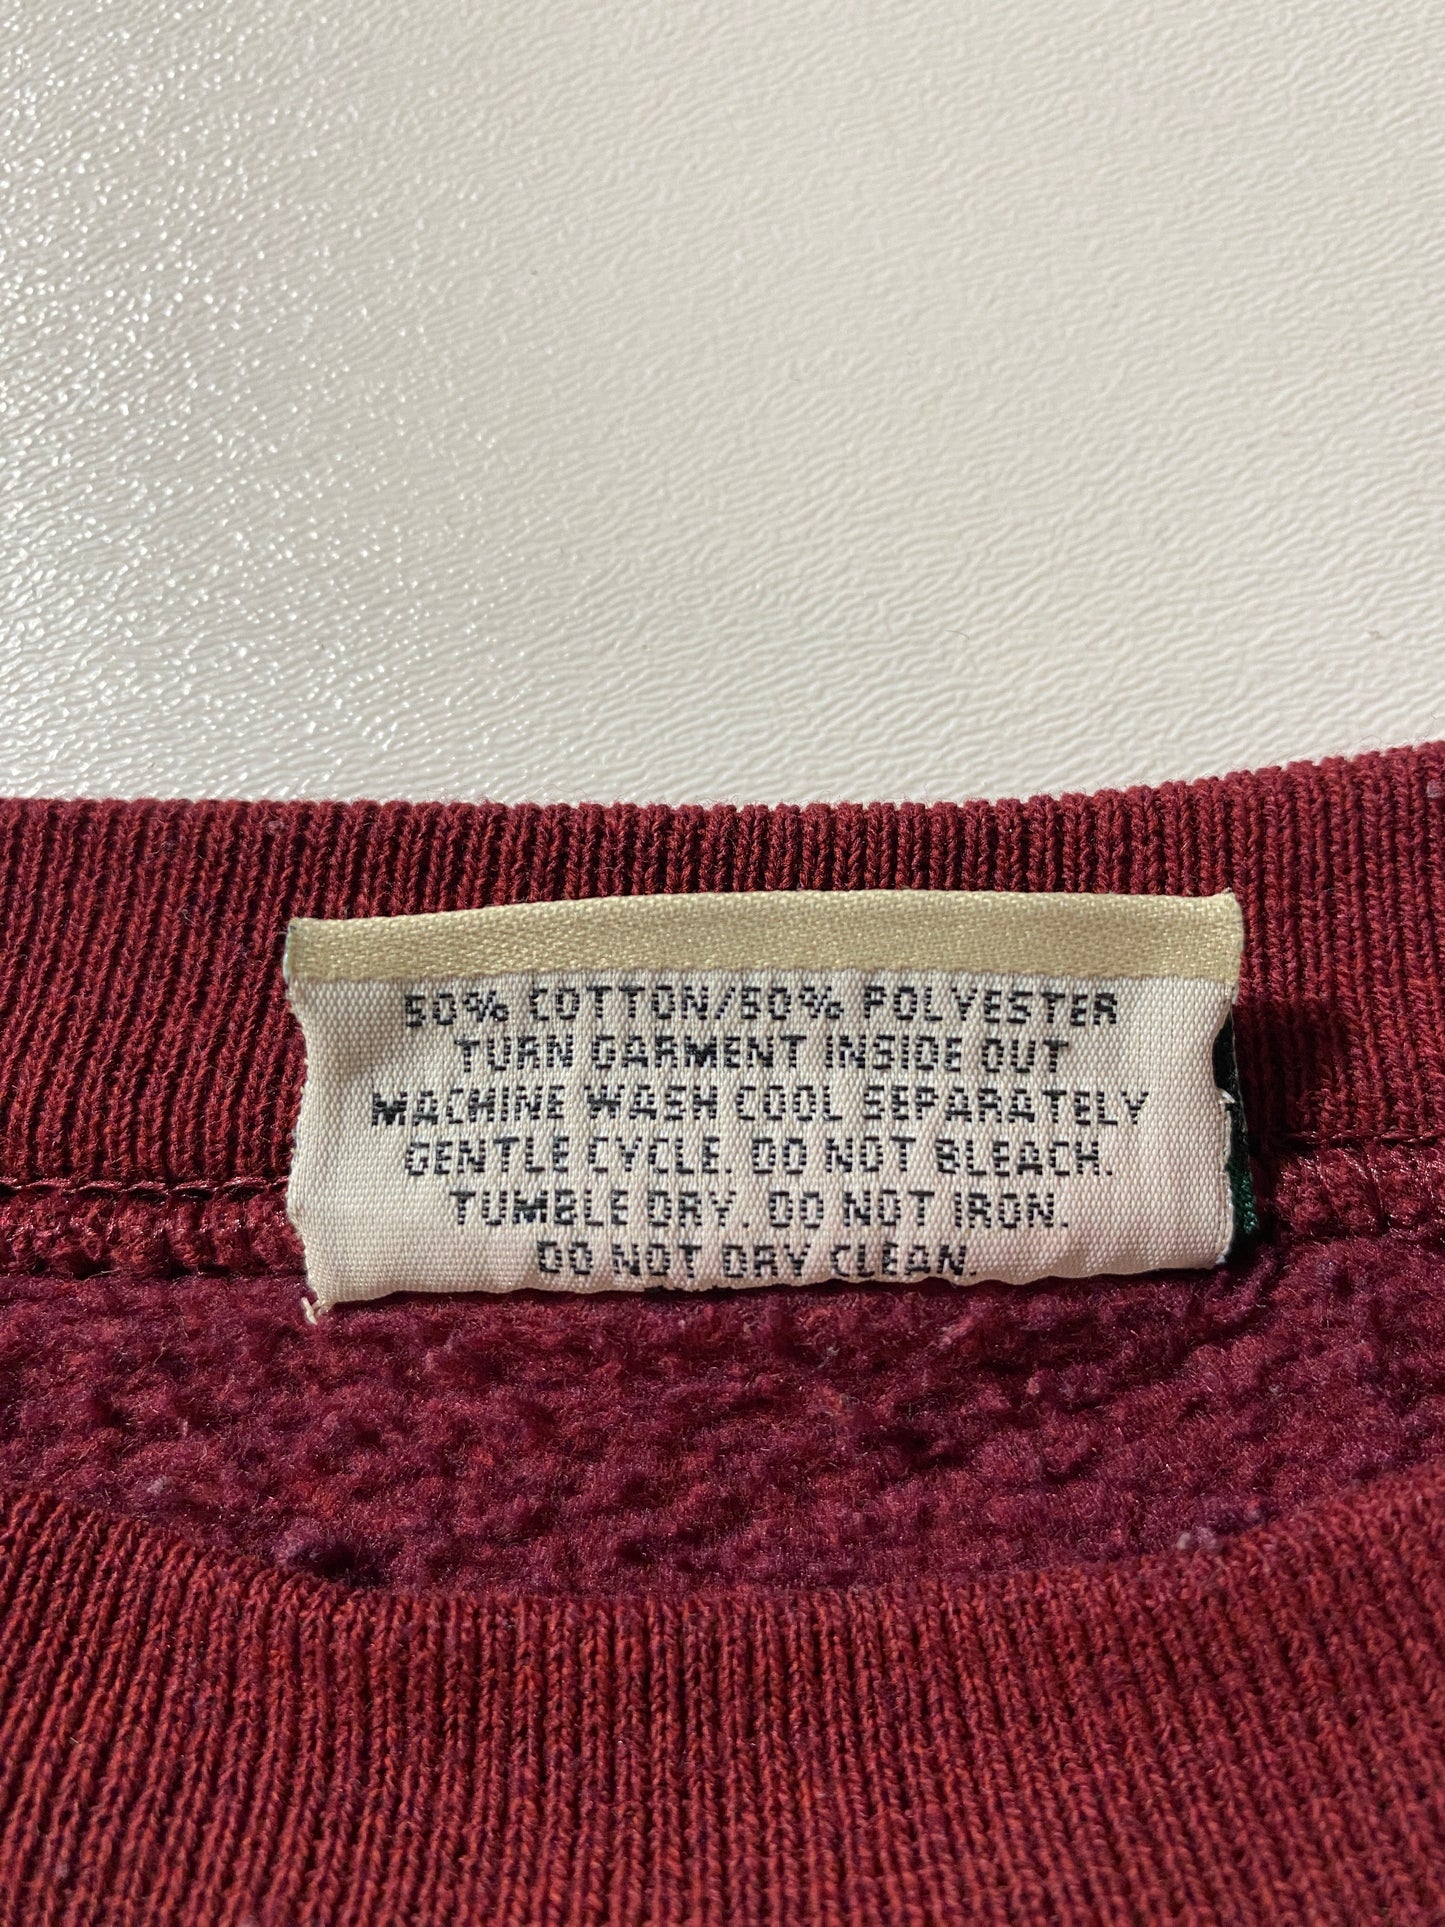 50% COTTON/50% POLYESTER
TURN GARMENT INSIDE OUT
MACHINE WASH COOL SEPARATELY
GENTLE CYCLE. DO NOT BLEACH.
TUMBLE DRY. DO NOT IRON.
DO NOT DRY CLEAN.